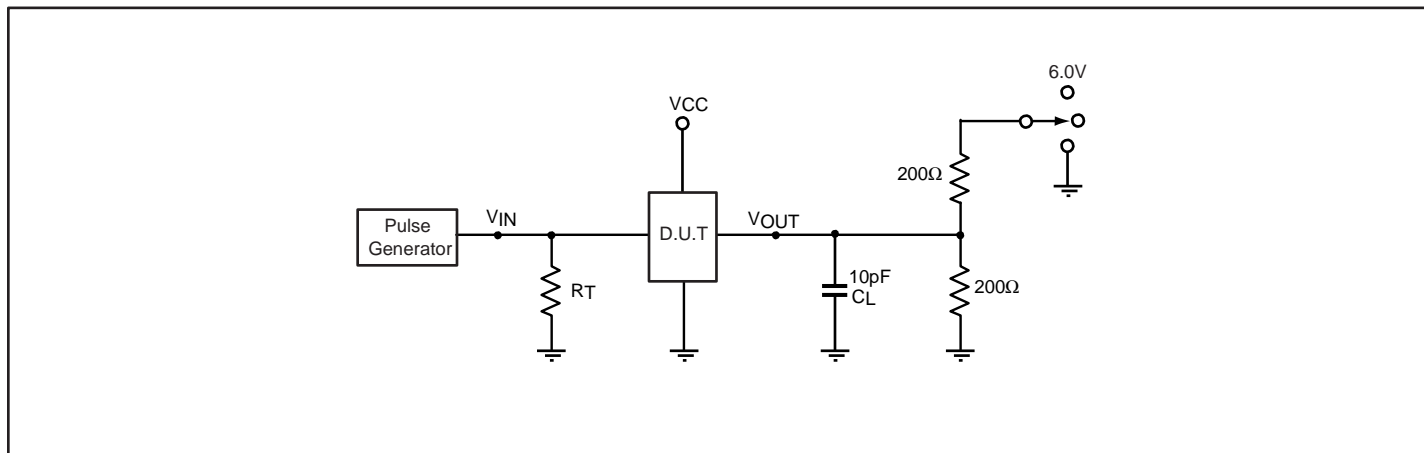 6.0V
VCC
200Ω
Pulse
Generator
VIN
D.U.T
VOUT
RT
10pF
CL
200Ω